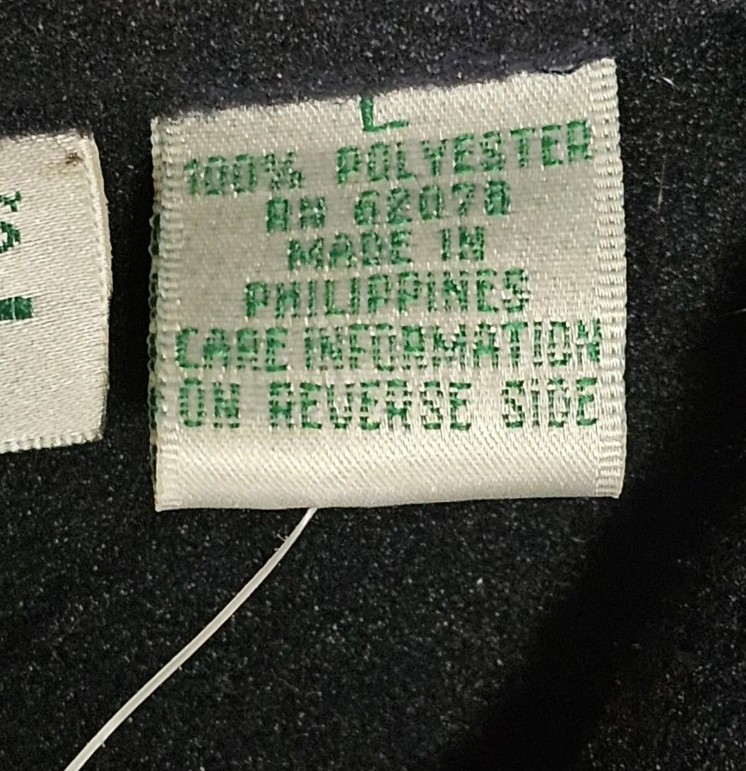 L
100% POLYESTER
RN 62078
MADE IN
PHILIPPINES
CARE INFORMATION
ON REVERSE SIDE